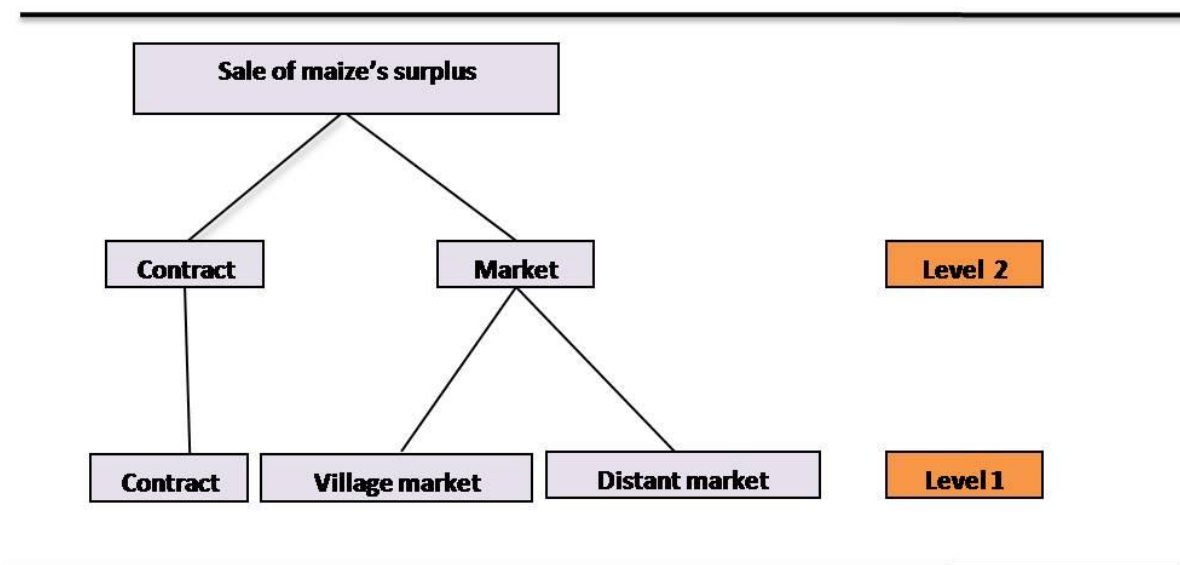 Sale of maize’s surplus
Contract
Market
Level 2
Contract
Village market
Distant market
Level 1